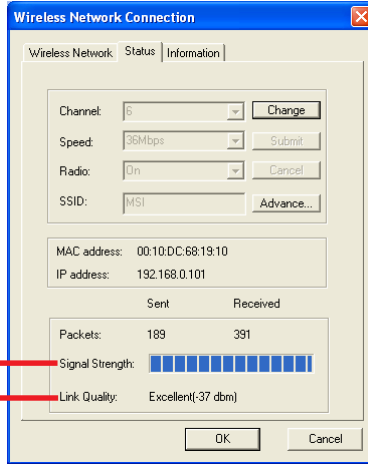 Wireless Network Connection
Wireless Network Status Information
Channel: 6 Change
Speed: 36Mbps Submit
Radio: On Cancel
SSID: MSI Advance...
MAC address: 00:10:DC:68:19:10
IP address: 192.168.0.101
Sent Received
Packets: 189 391
Signal Strength:
Link Quality: Excellent(-37 dbm)
OK Cancel